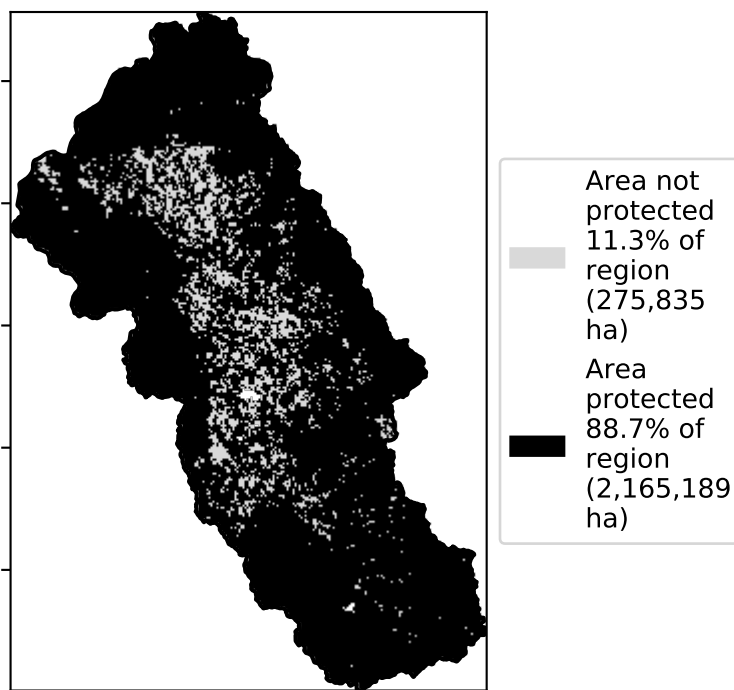 Area not
protected
11.3% of
region
(275,835
ha)
Area
protected
88.7% of
region
(2,165,189
ha)